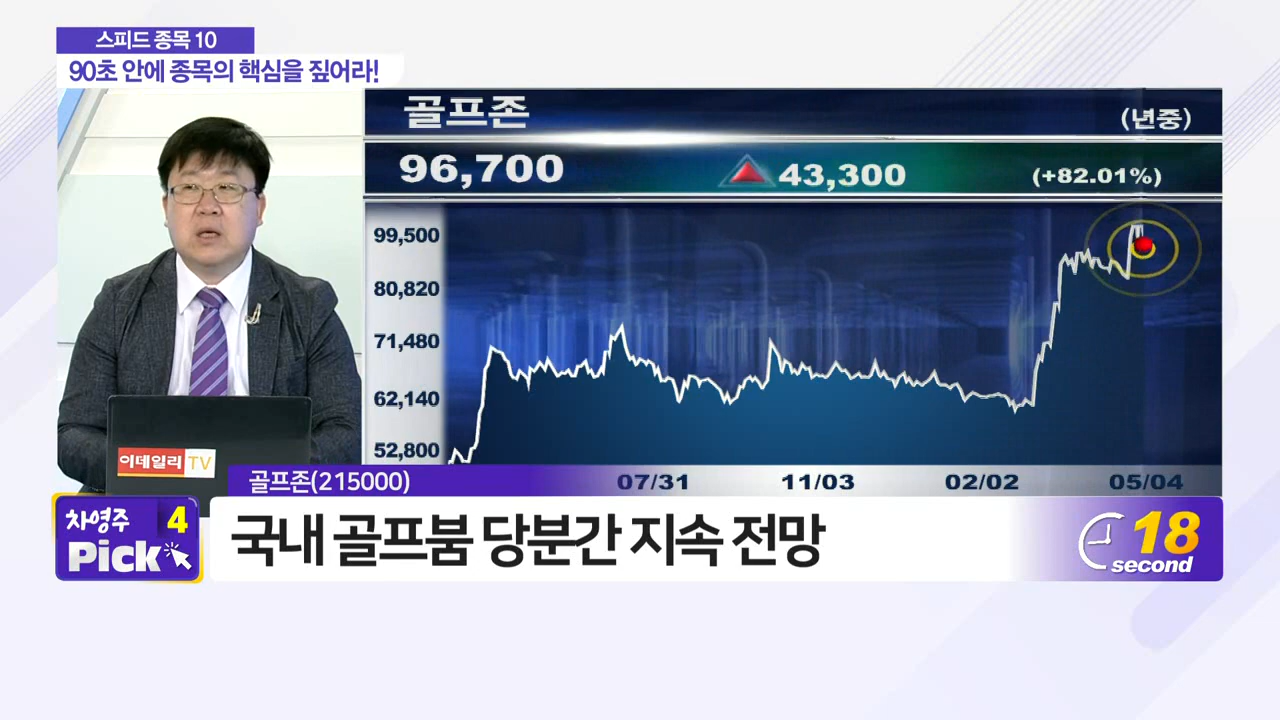 스피드 종목 10
90초 안에 종목의 핵심을 짚어라!
골프존
(년중)
96,700
43,300
(+82.01%)
99,500
80,820
71,480
62,140
52,800
07/31
11/03
02/02
05/04
이데일리 TV
골프존(215000)
차영주
4
Pick
국내 골프붐 당분간 지속 전망
18
second